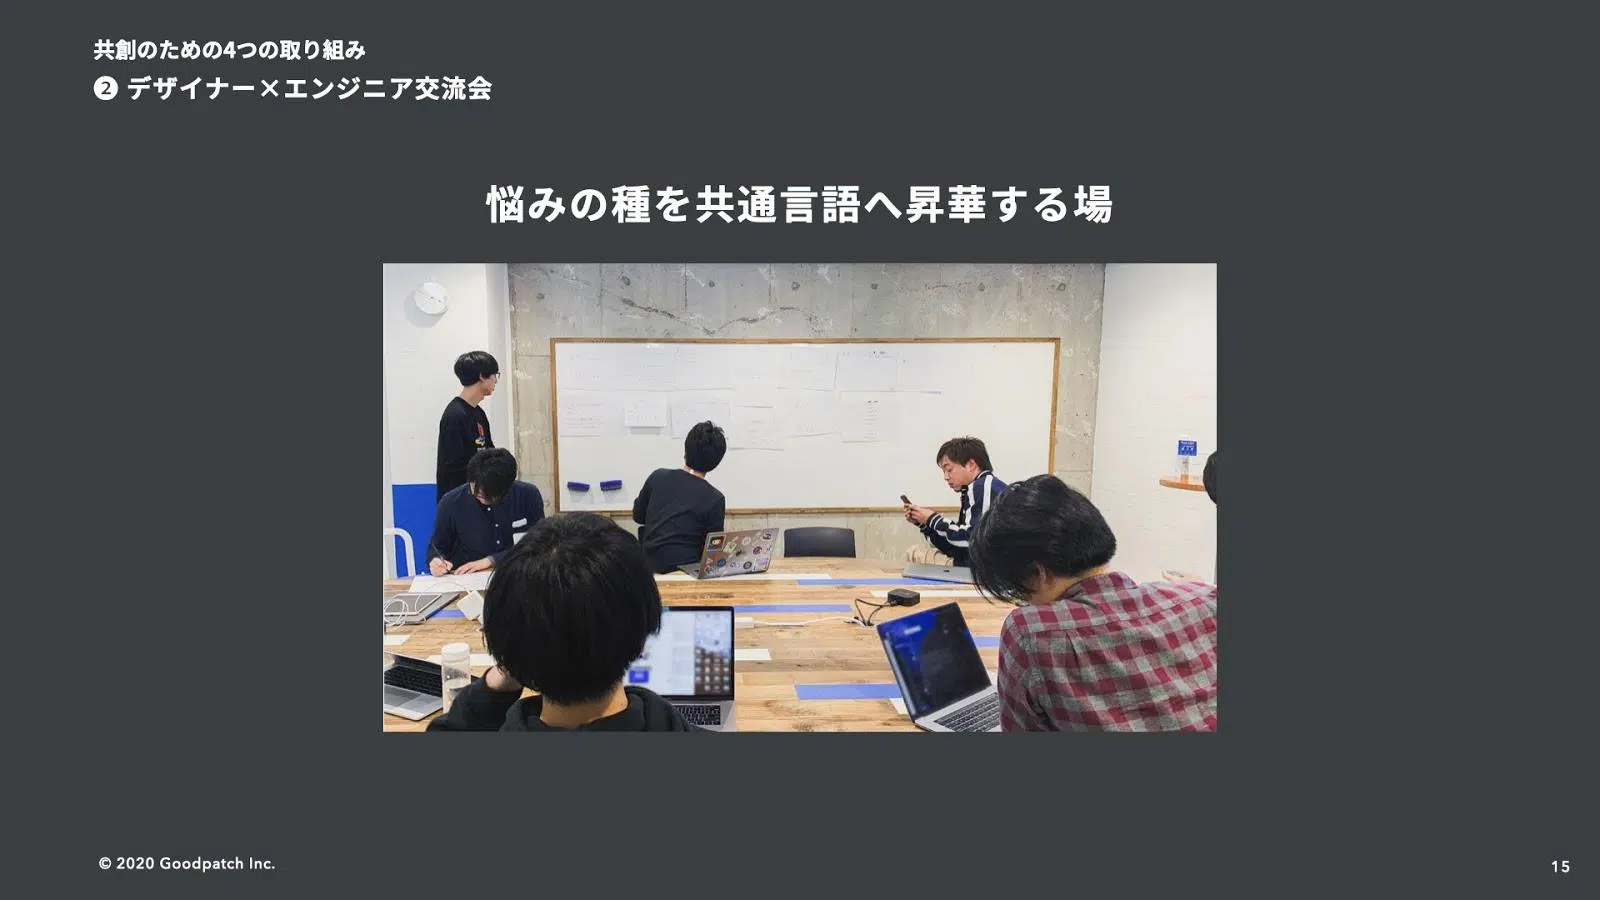 共創のための4つの取り組み
❷ デザイナー×エンジニア交流会
悩みの種を共通言語へ昇華する場
© 2020 Goodpatch Inc.
15